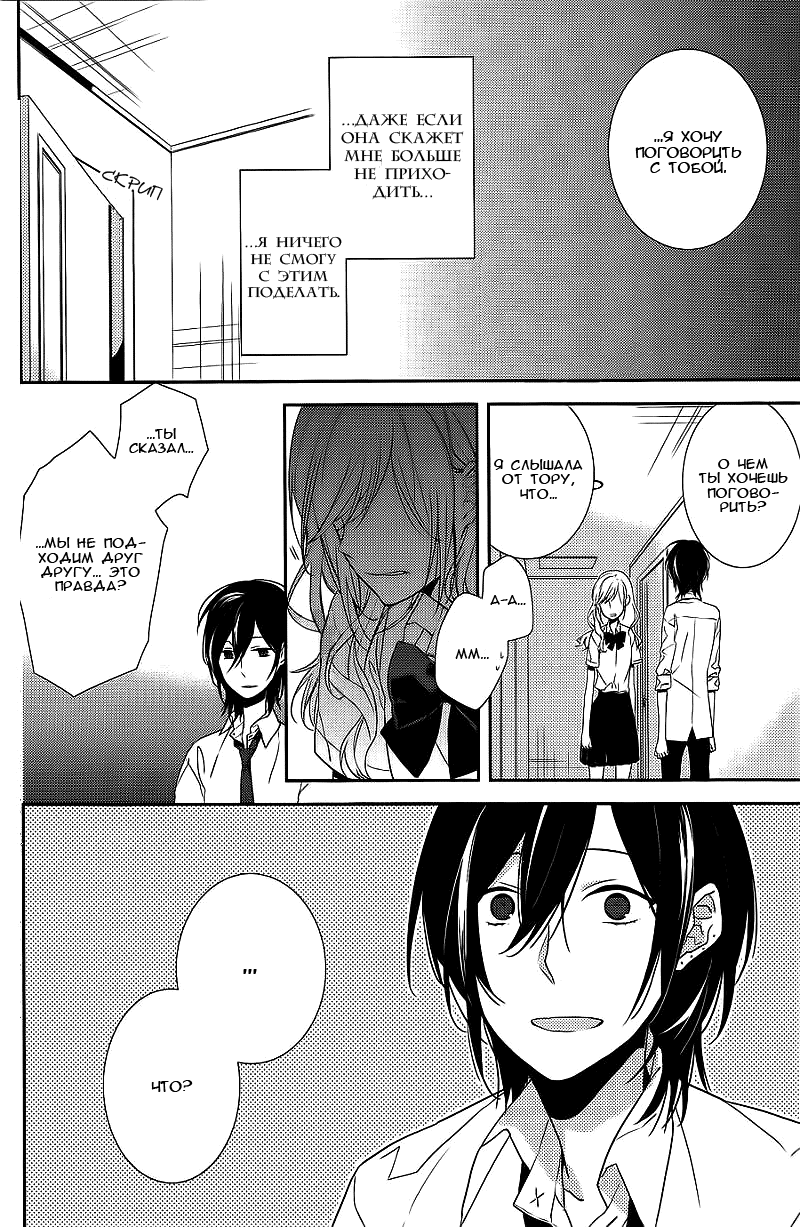 ...Я ХОЧУ
ПОГОВОРИТЬ
С ТОБОЙ.
...ДАЖЕ ЕСЛИ
ОНА СКАЖЕТ
МНЕ БОЛЬШЕ
НЕ ПРИХО-
ДИТЬ...
...Я НИЧЕГО
НЕ СМОГУ
С ЭТИМ
ПОДЕЛАТЬ.
СКРИП
О ЧЕМ
ТЫ ХОЧЕШЬ
ПОГОВО-
РИТЬ?
Я СЛЫШАЛА
ОТ ТОРУ,
ЧТО...
А-А...
ММ...
...ТЫ
СКАЗАЛ...
...МЫ НЕ ПОД-
ХОДИМ ДРУГ
ДРУГУ... ЭТО
ПРАВДА?
...
ЧТО?